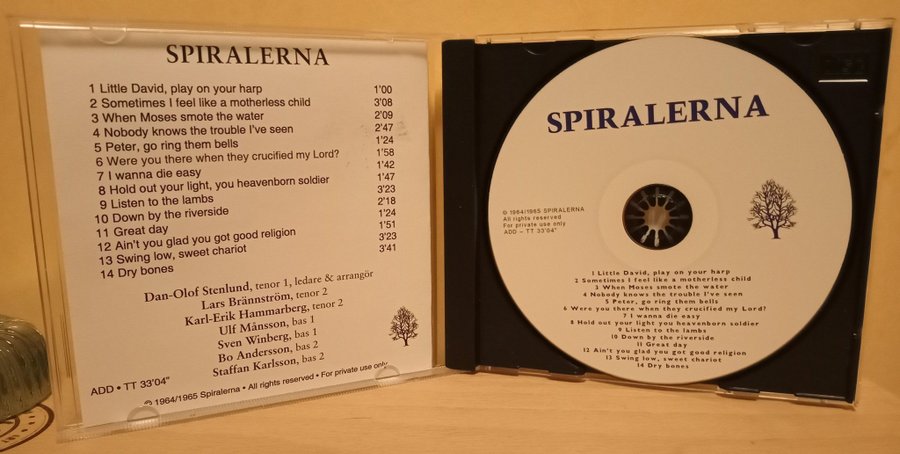 SPIRALERNA
1 Little David, play on your harp 1'00
2 Sometimes I feel like a motherless child 3'08
3 When Moses smote the water 2'09
4 Nobody knows the trouble I've seen 2'47
5 Peter, go ring them bells 1'24
6 Were you there when they crucified my Lord? 1'58
7 I wanna die easy 1'42
8 Hold out your light, you heavenborn soldier 1'47
9 Listen to the lambs 3'23
10 Down by the riverside 2'18
11 Great day 1'24
12 Ain't you glad you got good religion 1'51
13 Swing low, sweet chariot 3'23
14 Dry bones 3'41
Dan-Olof Stenlund, tenor 1, ledare & arrangör
Lars Brännström, tenor 2
Karl-Erik Hammarberg, tenor 2
Ulf Månsson, bas 1
Sven Winberg, bas 1
Bo Andersson, bas 2
Staffan Karlsson, bas 2
ADD • TT 33'04"
℗ 1964/1965 Spiralerna • All rights reserved • For private use only
SPIRALERNA
© 1964/1965 SPIRALERNA
All rights reserved
For private use only
ADD – TT 33'04"
1 Little David, play on your harp
2 Sometimes I feel like a motherless child
3 When Moses smote the water
4 Nobody knows the trouble I've seen
5 Peter, go ring them bells
6 Were you there when they crucified my Lord?
7 I wanna die easy
8 Hold out your light you heavenborn soldier
9 Listen to the lambs
10 Down by the riverside
11 Great day
12 Ain't you glad you got good religion
13 Swing low, sweet chariot
14 Dry bones